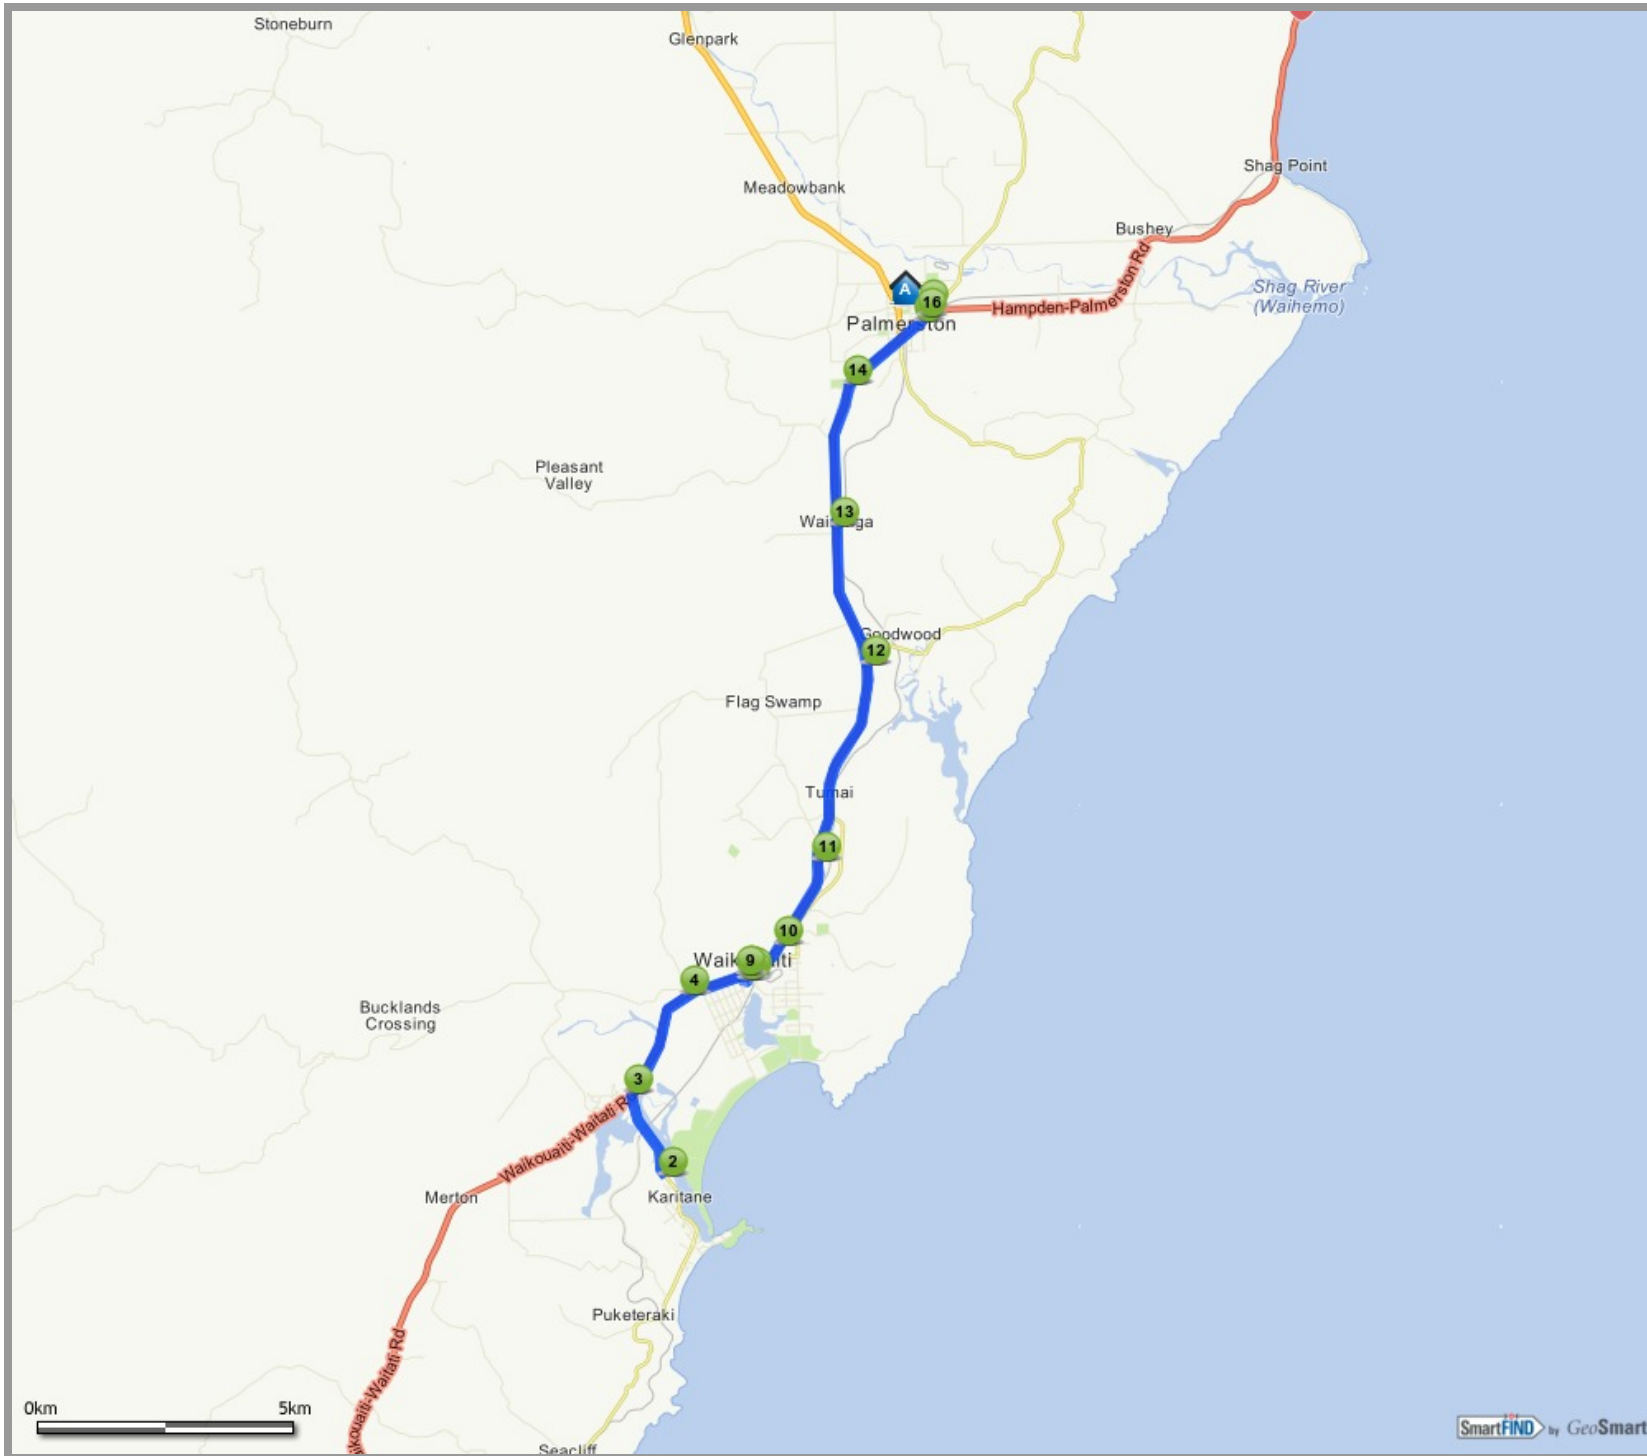 Stoneburn
Glenpark
Shag Point
Meadowbank
Bushey
A
16
Hampden-Palmerston Rd
Shag River
(Waihemo)
Palmerston
14
Pleasant
Valley
13
Goodwood
12
Flag Swamp
Tumai
11
10
9
4
Bucklands
Crossing
3
Waikouaiti-Waitati Rd
2
Merton
Karitane
Puketeraki
ikouaiti-Waitati Rd
0km
5km
Seacliff
SmartFIND by GeoSmart